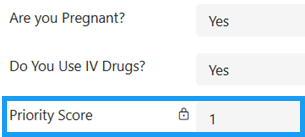 Are you Pregnant? Yes
Do You Use IV Drugs? Yes
Priority Score 1